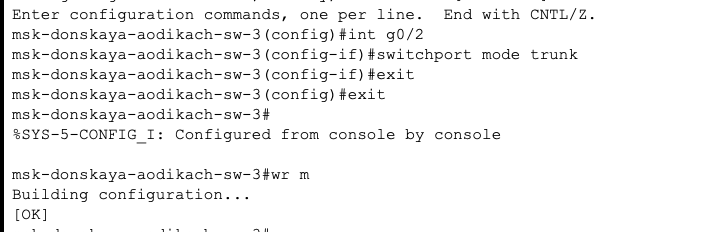 Enter configuration commands, one per line.  End with CNTL/Z.
msk-donskaya-aodikach-sw-3(config)#int g0/2
msk-donskaya-aodikach-sw-3(config-if)#switchport mode trunk
msk-donskaya-aodikach-sw-3(config-if)#exit
msk-donskaya-aodikach-sw-3(config)#exit
msk-donskaya-aodikach-sw-3#
%SYS-5-CONFIG_I: Configured from console by console
msk-donskaya-aodikach-sw-3#wr m
Building configuration...
[OK]